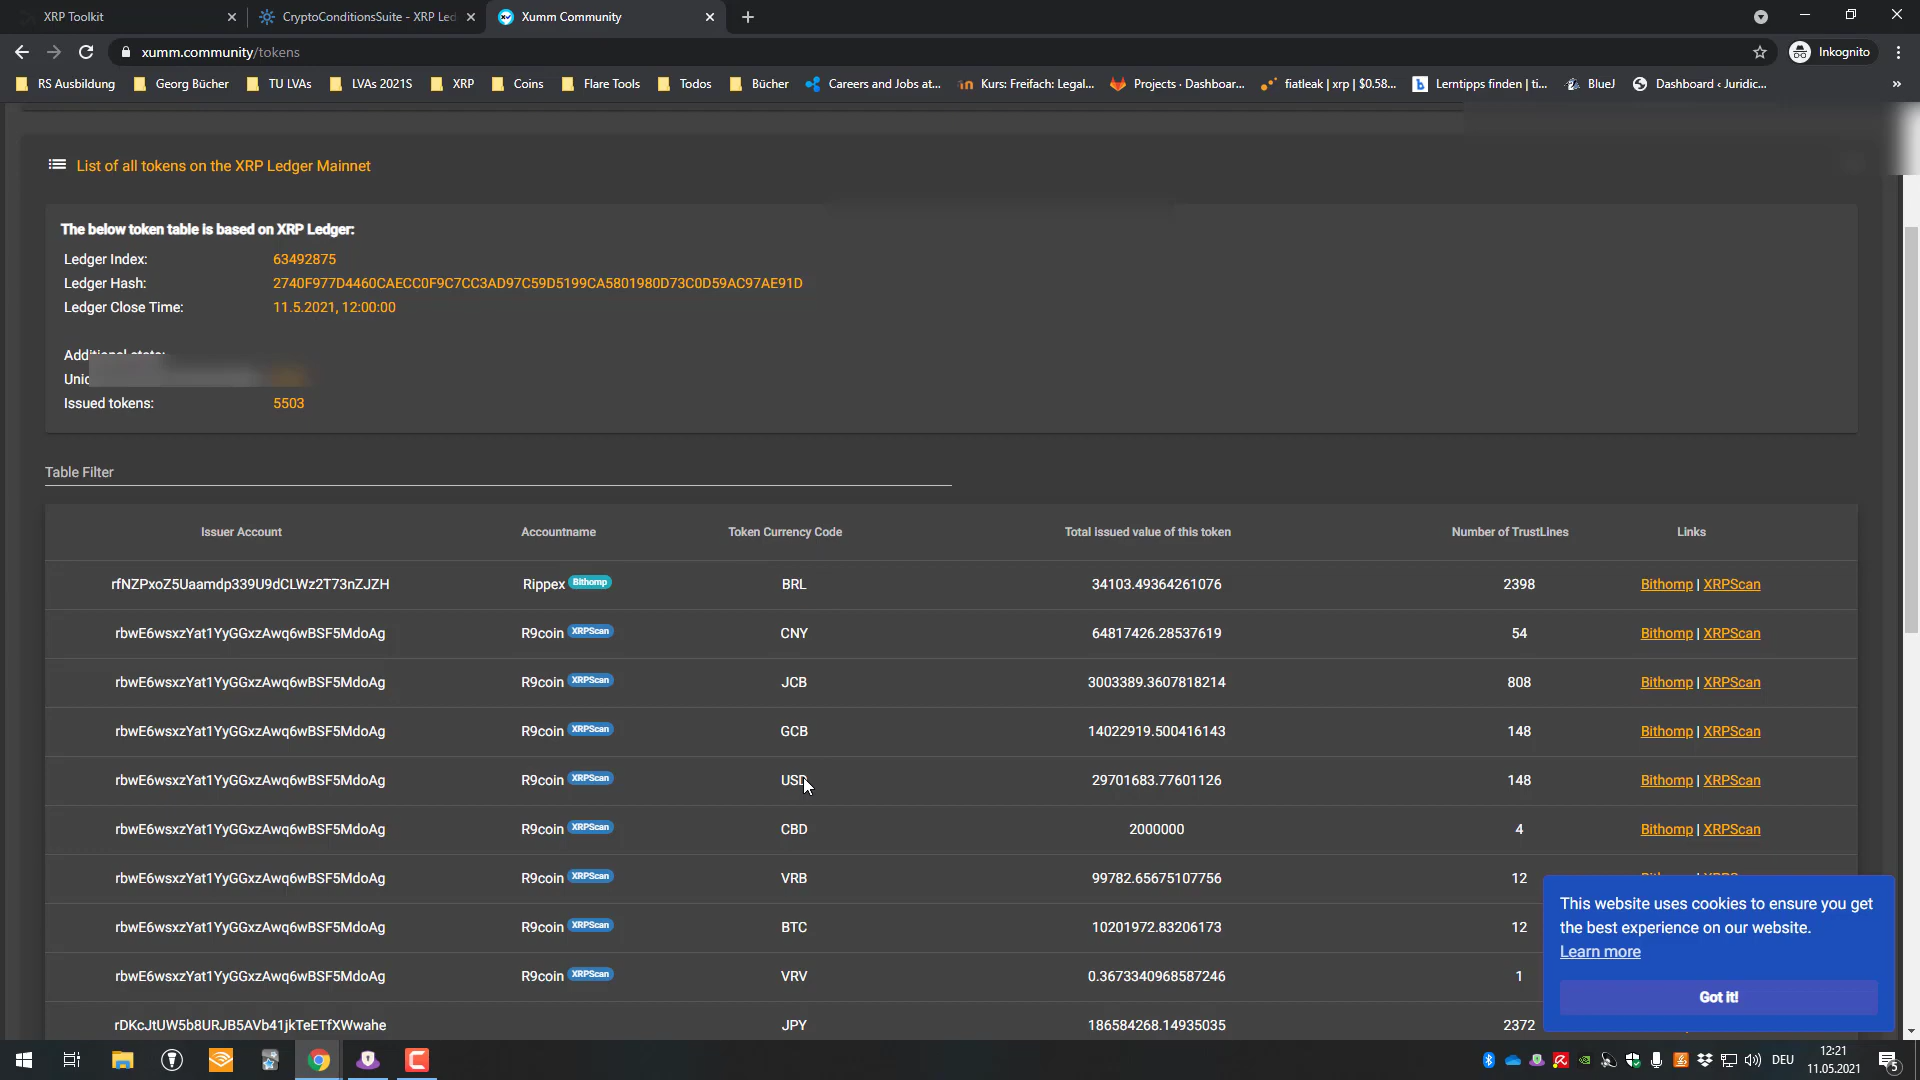 XRP Toolkit
CryptoConditionsSuite - XRP Led
Xumm Community
xumm.community/tokens
Inkognito
RS Ausbildung
Georg Bücher
TU LVAs
LVAs 2021S
XRP
Coins
Flare Tools
Todos
Bücher
Careers and Jobs at...
Kurs: Freifach: Legal...
Projects · Dashboar...
fiatleak | xrp | $0.58...
Lerntipps finden | ti...
BlueJ
Dashboard ‹ Juridic...
»
List of all tokens on the XRP Ledger Mainnet
The below token table is based on XRP Ledger:
Ledger Index: 63492875
Ledger Hash: 2740F977D4460CAECC0F9C7CC3AD97C59D5199CA5801980D73C0D59AC97AE91D
Ledger Close Time: 11.5.2021, 12:00:00
Issued tokens: 5503
Table Filter
Issuer Account Accountname Token Currency Code Total issued value of this token Number of TrustLines Links
rfNZPxoZ5Uaamdp339U9dCLWz2T73nZJZH Rippex Bithomp BRL 34103.49364261076 2398 Bithomp | XRPScan
rbwE6wsxzYat1YyGGxzAwq6wBSF5MdoAg R9coin XRPScan CNY 64817426.28537619 54 Bithomp | XRPScan
rbwE6wsxzYat1YyGGxzAwq6wBSF5MdoAg R9coin XRPScan JCB 3003389.3607818214 808 Bithomp | XRPScan
rbwE6wsxzYat1YyGGxzAwq6wBSF5MdoAg R9coin XRPScan GCB 14022919.500416143 148 Bithomp | XRPScan
rbwE6wsxzYat1YyGGxzAwq6wBSF5MdoAg R9coin XRPScan USD 29701683.77601126 148 Bithomp | XRPScan
rbwE6wsxzYat1YyGGxzAwq6wBSF5MdoAg R9coin XRPScan CBD 2000000 4 Bithomp | XRPScan
rbwE6wsxzYat1YyGGxzAwq6wBSF5MdoAg R9coin XRPScan VRB 99782.65675107756 12
rbwE6wsxzYat1YyGGxzAwq6wBSF5MdoAg R9coin XRPScan BTC 10201972.83206173 12
rbwE6wsxzYat1YyGGxzAwq6wBSF5MdoAg R9coin XRPScan VRV 0.3673340968587246 1
rDKcJtUW5b8URJB5AVb41jkTeETfXWwahe JPY 186584268.14935035 2372
This website uses cookies to ensure you get
the best experience on our website.
Learn more
Got it!
DEU
12:21
11.05.2021
5